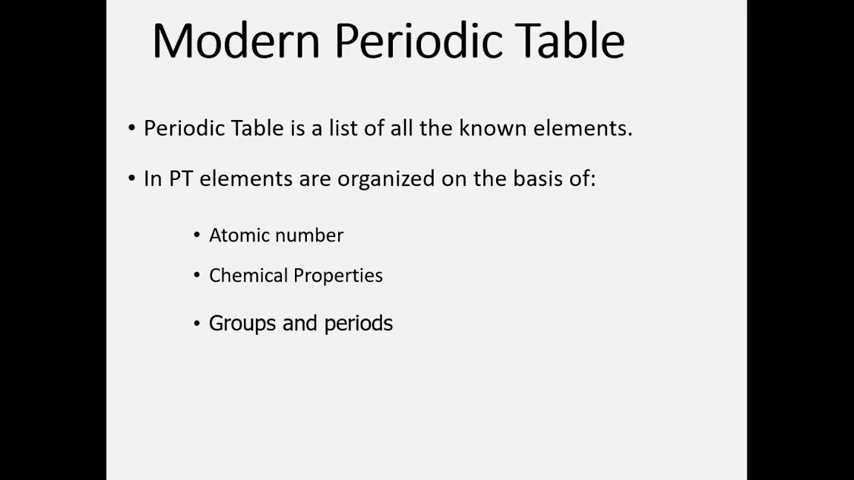 Modern Periodic Table
• Periodic Table is a list of all the known elements.
• In PT elements are organized on the basis of:
• Atomic number
• Chemical Properties
• Groups and periods